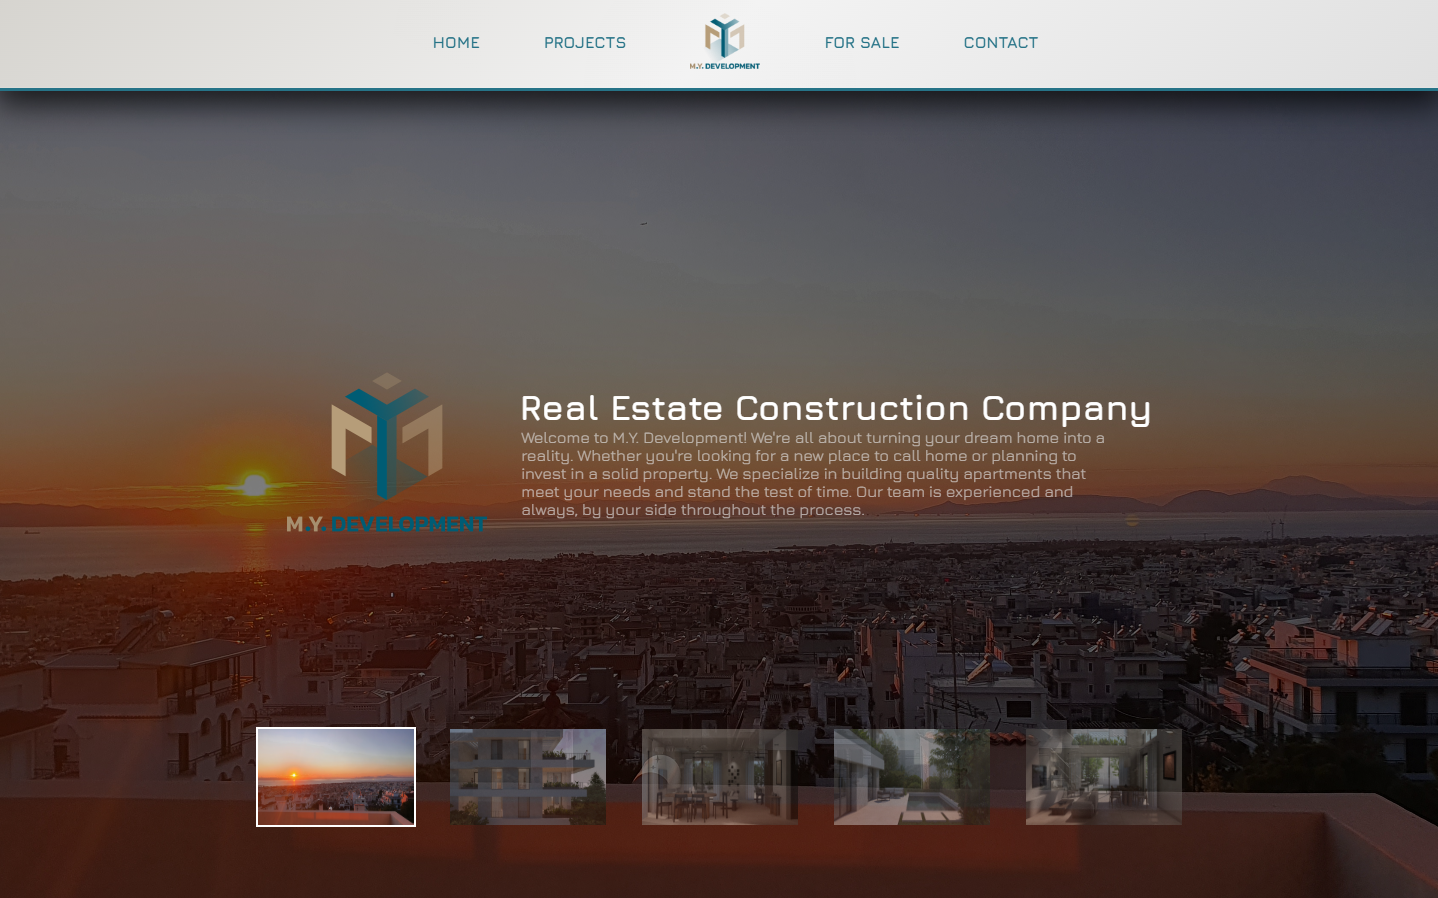 HOME
PROJECTS
M.Y. DEVELOPMENT
FOR SALE
CONTACT
Real Estate Construction Company
Welcome to M.Y. Development! We're all about turning your dream home into a
reality. Whether you're looking for a new place to call home or planning to
invest in a solid property. We specialize in building quality apartments that
meet your needs and stand the test of time. Our team is experienced and
always, by your side throughout the process.
M.Y. DEVELOPMENT